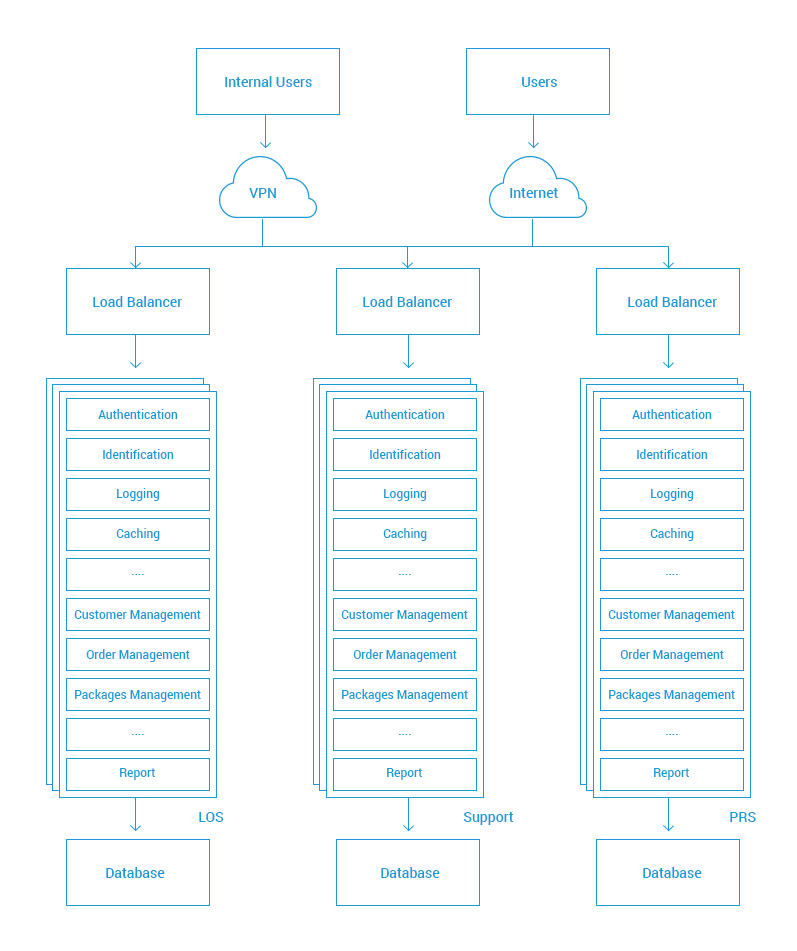 Internal Users
Users
VPN
Internet
Load Balancer
Load Balancer
Load Balancer
Authentication
Identification
Logging
Caching
....
Customer Management
Order Management
Packages Management
....
Report
Authentication
Identification
Logging
Caching
....
Customer Management
Order Management
Packages Management
....
Report
Authentication
Identification
Logging
Caching
....
Customer Management
Order Management
Packages Management
....
Report
LOS
Support
PRS
Database
Database
Database